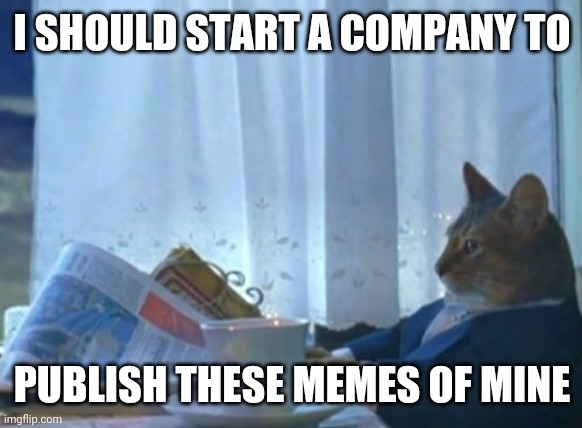 I SHOULD START A COMPANY TO
PUBLISH THESE MEMES OF MINE
imgflip.com